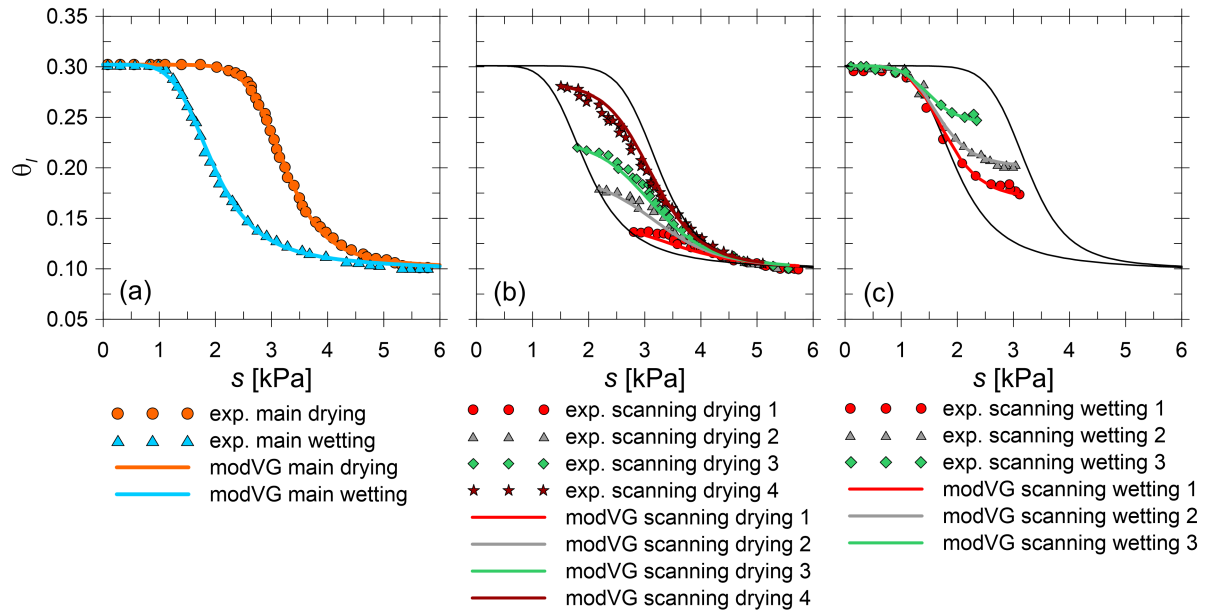 0.35
0.30
0.25
0.20
0.15
0.10
0.05
θl
(a)
0 1 2 3 4 5 6
s [kPa]
exp. main drying
exp. main wetting
modVG main drying
modVG main wetting
(b)
0 1 2 3 4 5 6
s [kPa]
exp. scanning drying 1
exp. scanning drying 2
exp. scanning drying 3
exp. scanning drying 4
modVG scanning drying 1
modVG scanning drying 2
modVG scanning drying 3
modVG scanning drying 4
(c)
0 1 2 3 4 5 6
s [kPa]
exp. scanning wetting 1
exp. scanning wetting 2
exp. scanning wetting 3
modVG scanning wetting 1
modVG scanning wetting 2
modVG scanning wetting 3